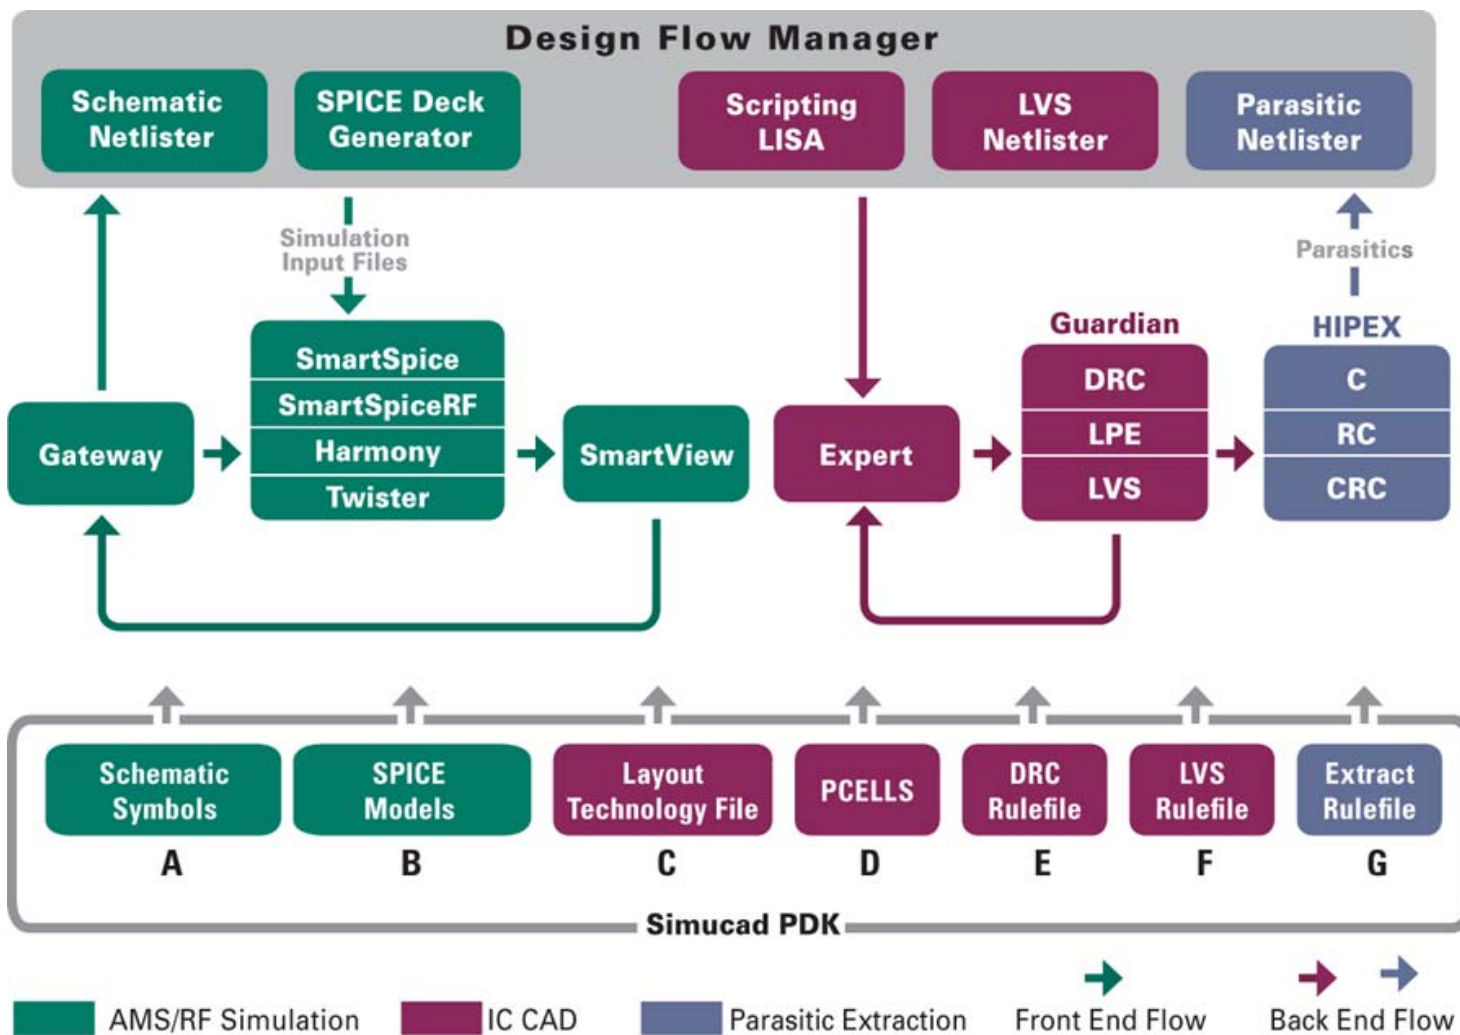 Design Flow Manager
Schematic
Netlister
SPICE Deck
Generator
Scripting
LISA
LVS
Netlister
Parasitic
Netlister
Simulation
Input Files
Parasitics
SmartSpice
SmartSpiceRF
Harmony
Twister
Gateway
SmartView
Expert
Guardian
DRC
LPE
LVS
HIPEX
C
RC
CRC
Schematic
Symbols
A
SPICE
Models
B
Layout
Technology File
C
PCELLS
D
DRC
Rulefile
E
LVS
Rulefile
F
Extract
Rulefile
G
Simucad PDK
AMS/RF Simulation
IC CAD
Parasitic Extraction
Front End Flow
Back End Flow